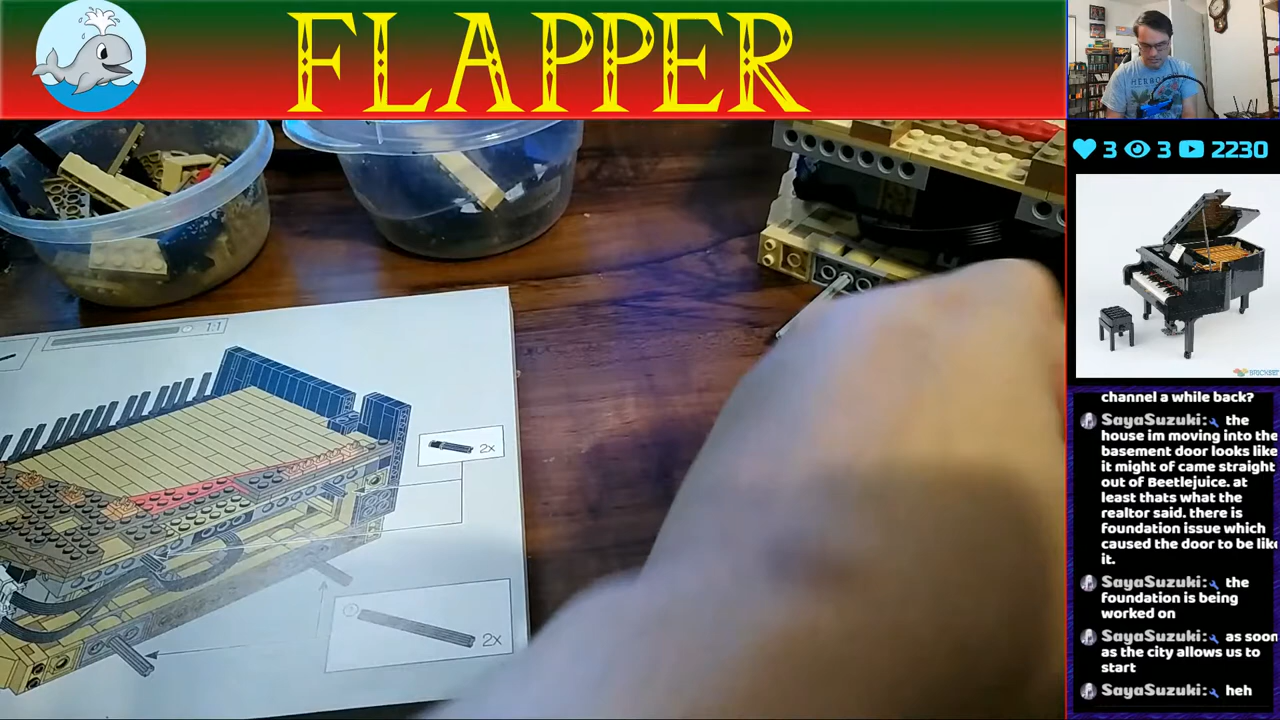 FLAPPER
3 3 2230
BRICKSET
channel a while back?
SayaSuzuki: the
house im moving into the
basement door looks like
it might of came straight
out of Beetlejuice. at
least thats what the
realtor said. there is
foundation issue which
caused the door to be like
it.
SayaSuzuki: the
foundation is being
worked on
SayaSuzuki: as soon
as the city allows us to
start
SayaSuzuki: heh
1:1
2x
2x